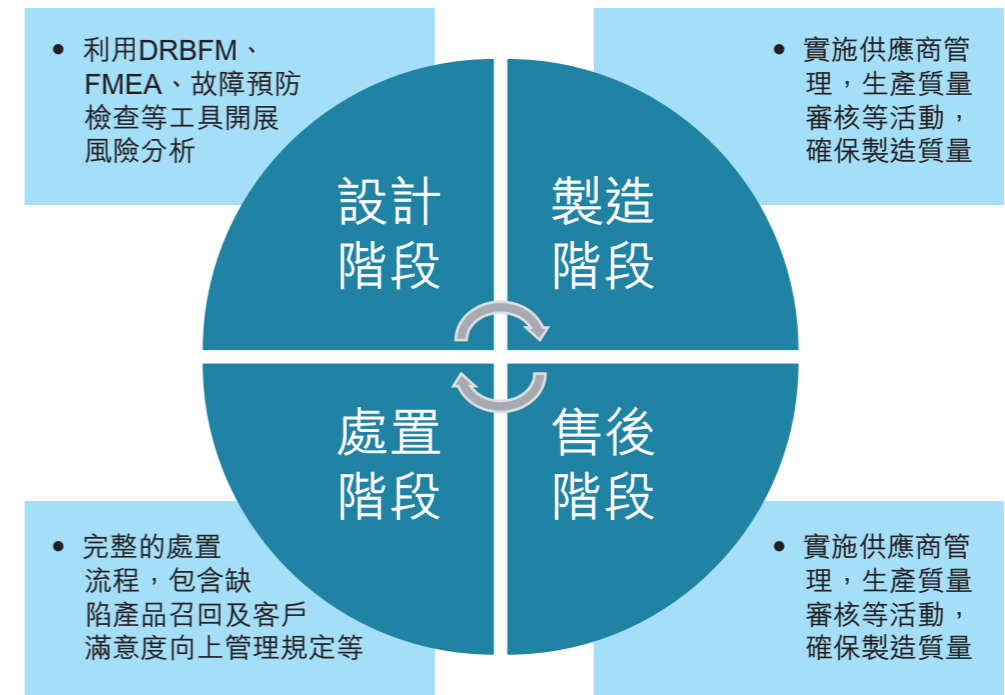 • 利用DRBFM、
FMEA、故障預防
檢查等工具開展
風險分析
• 實施供應商管
理，生產質量
審核等活動，
確保製造質量
設計
階段
製造
階段
處置
階段
售後
階段
• 完整的處置
流程，包含缺
陷產品召回及客戶
滿意度向上管理規定等
• 實施供應商管
理，生產質量
審核等活動，
確保製造質量